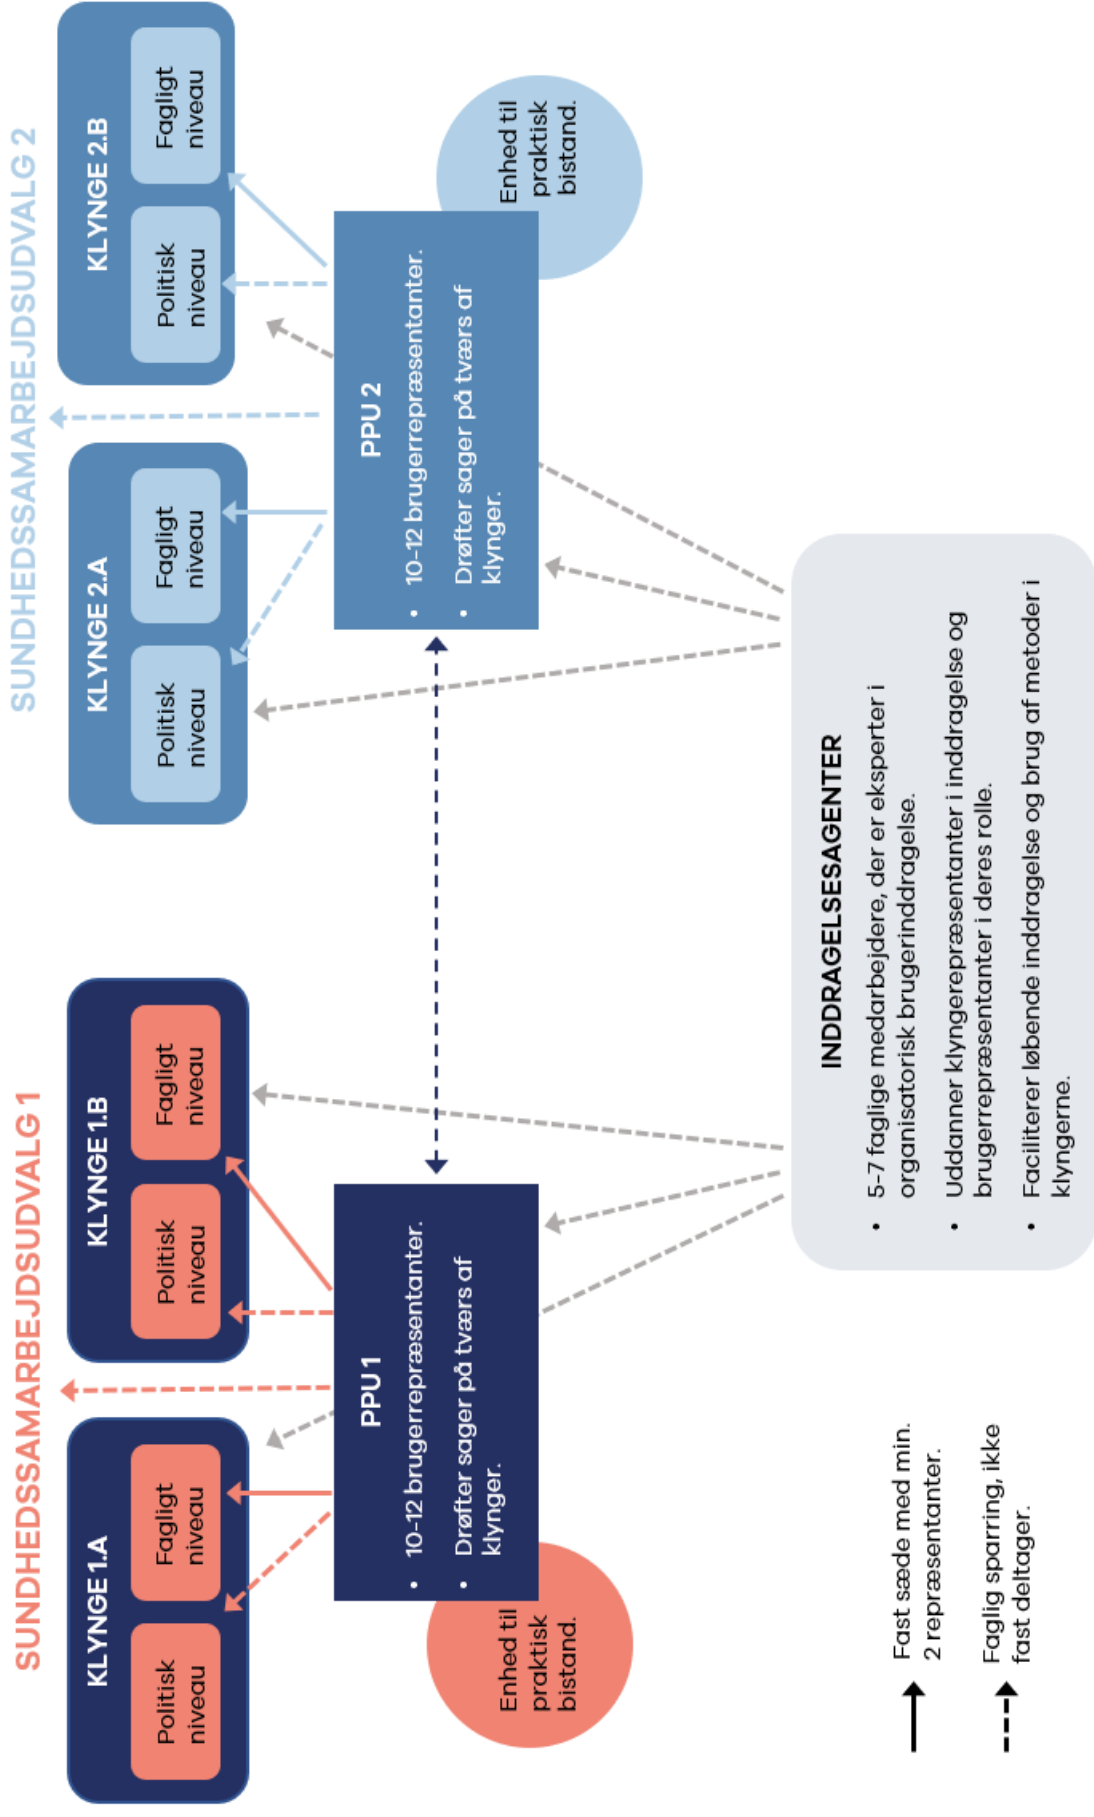 SUNDHEDSSAMARBEJDSUDVALG 1
KLYNGE 1.A
Politisk
niveau
Fagligt
niveau
KLYNGE 1.B
Politisk
niveau
Fagligt
niveau
SUNDHEDSSAMARBEJDSUDVALG 2
KLYNGE 2.A
Politisk
niveau
Fagligt
niveau
KLYNGE 2.B
Politisk
niveau
Fagligt
niveau
PPU 1
• 10-12 brugerrepræsentanter.
• Drøfter sager på tværs af
klynger.
Enhed til
praktisk
bistand.
PPU 2
• 10-12 brugerrepræsentanter.
• Drøfter sager på tværs af
klynger.
Enhed til
praktisk
bistand.
INDDRAGELSESAGENTER
• 5-7 faglige medarbejdere, der er eksperter i
organisatorisk brugerinddragelse.
• Uddanner klyngerepræsentanter i inddragelse og
brugerrepræsentanter i deres rolle.
• Faciliterer løbende inddragelse og brug af metoder i
klyngerne.
Fast sæde med min.
2 repræsentanter.
Faglig sparring, ikke
fast deltager.